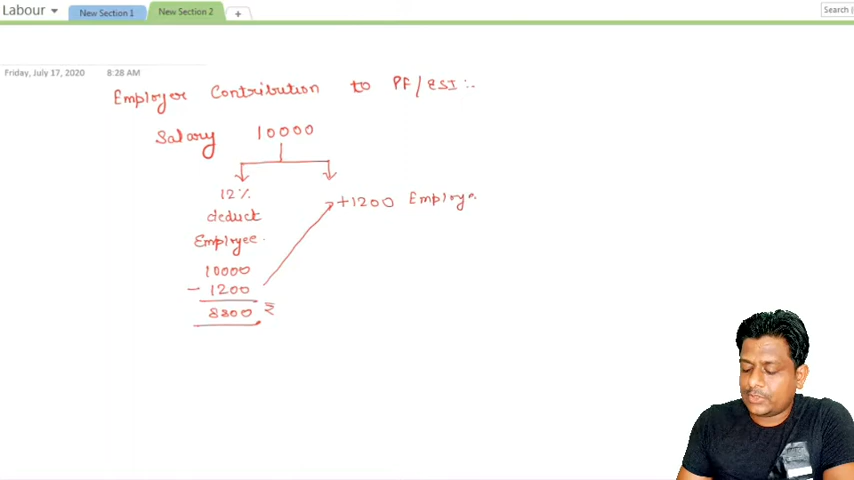 Labour
New Section 1
New Section 2
+
Search (
Friday, July 17, 2020 8:28 AM
Employer Contribution to PF/ESI:.
Salary 10000
12%
deduct
Employee.
+1200 Employe
10000
- 1200
8800 ₹